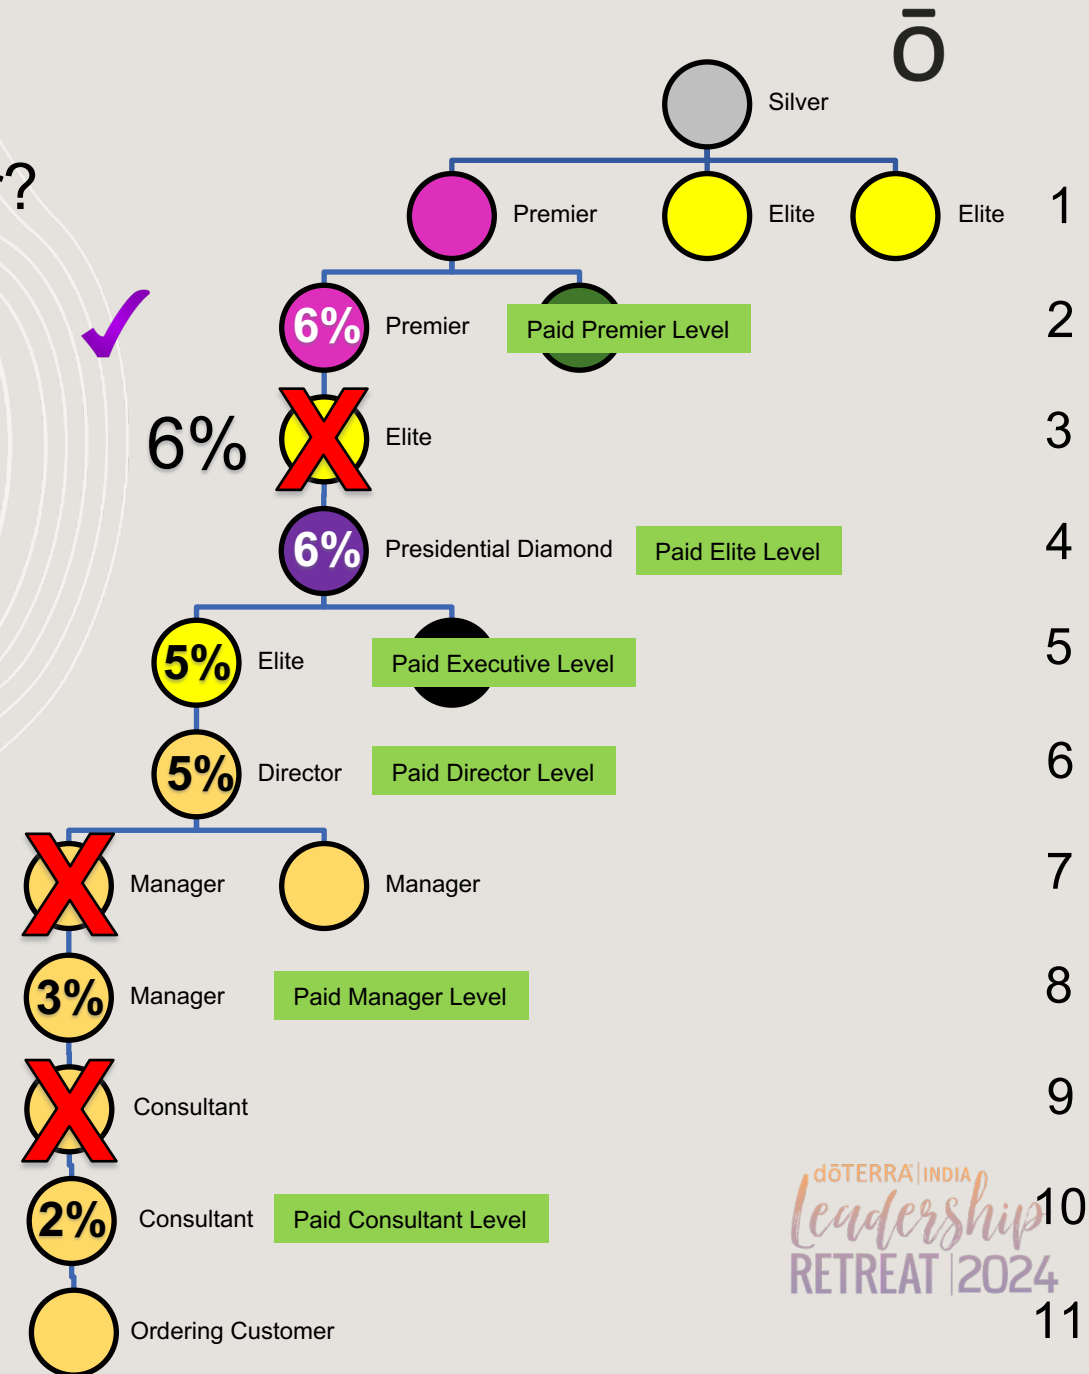 ō
Silver
?
Premier
Elite
Elite
1
6%
Premier
Paid Premier Level
2
6%
X
Elite
3
6%
Presidential Diamond
Paid Elite Level
4
5%
Elite
Paid Executive Level
5
5%
Director
Paid Director Level
6
X
Manager
Manager
7
3%
Manager
Paid Manager Level
8
X
Consultant
9
dōTERRA | INDIA
Leadership
RETREAT | 2024
2%
Consultant
Paid Consultant Level
10
Ordering Customer
11